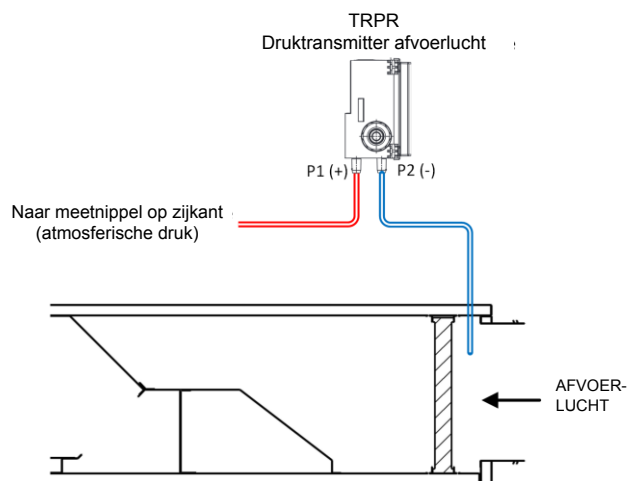 TRPR
Druktransmitter afvoerlucht
P1 (+)
P2 (-)
Naar meetnippel op zijkant
(atmosferische druk)
AFVOER-
LUCHT